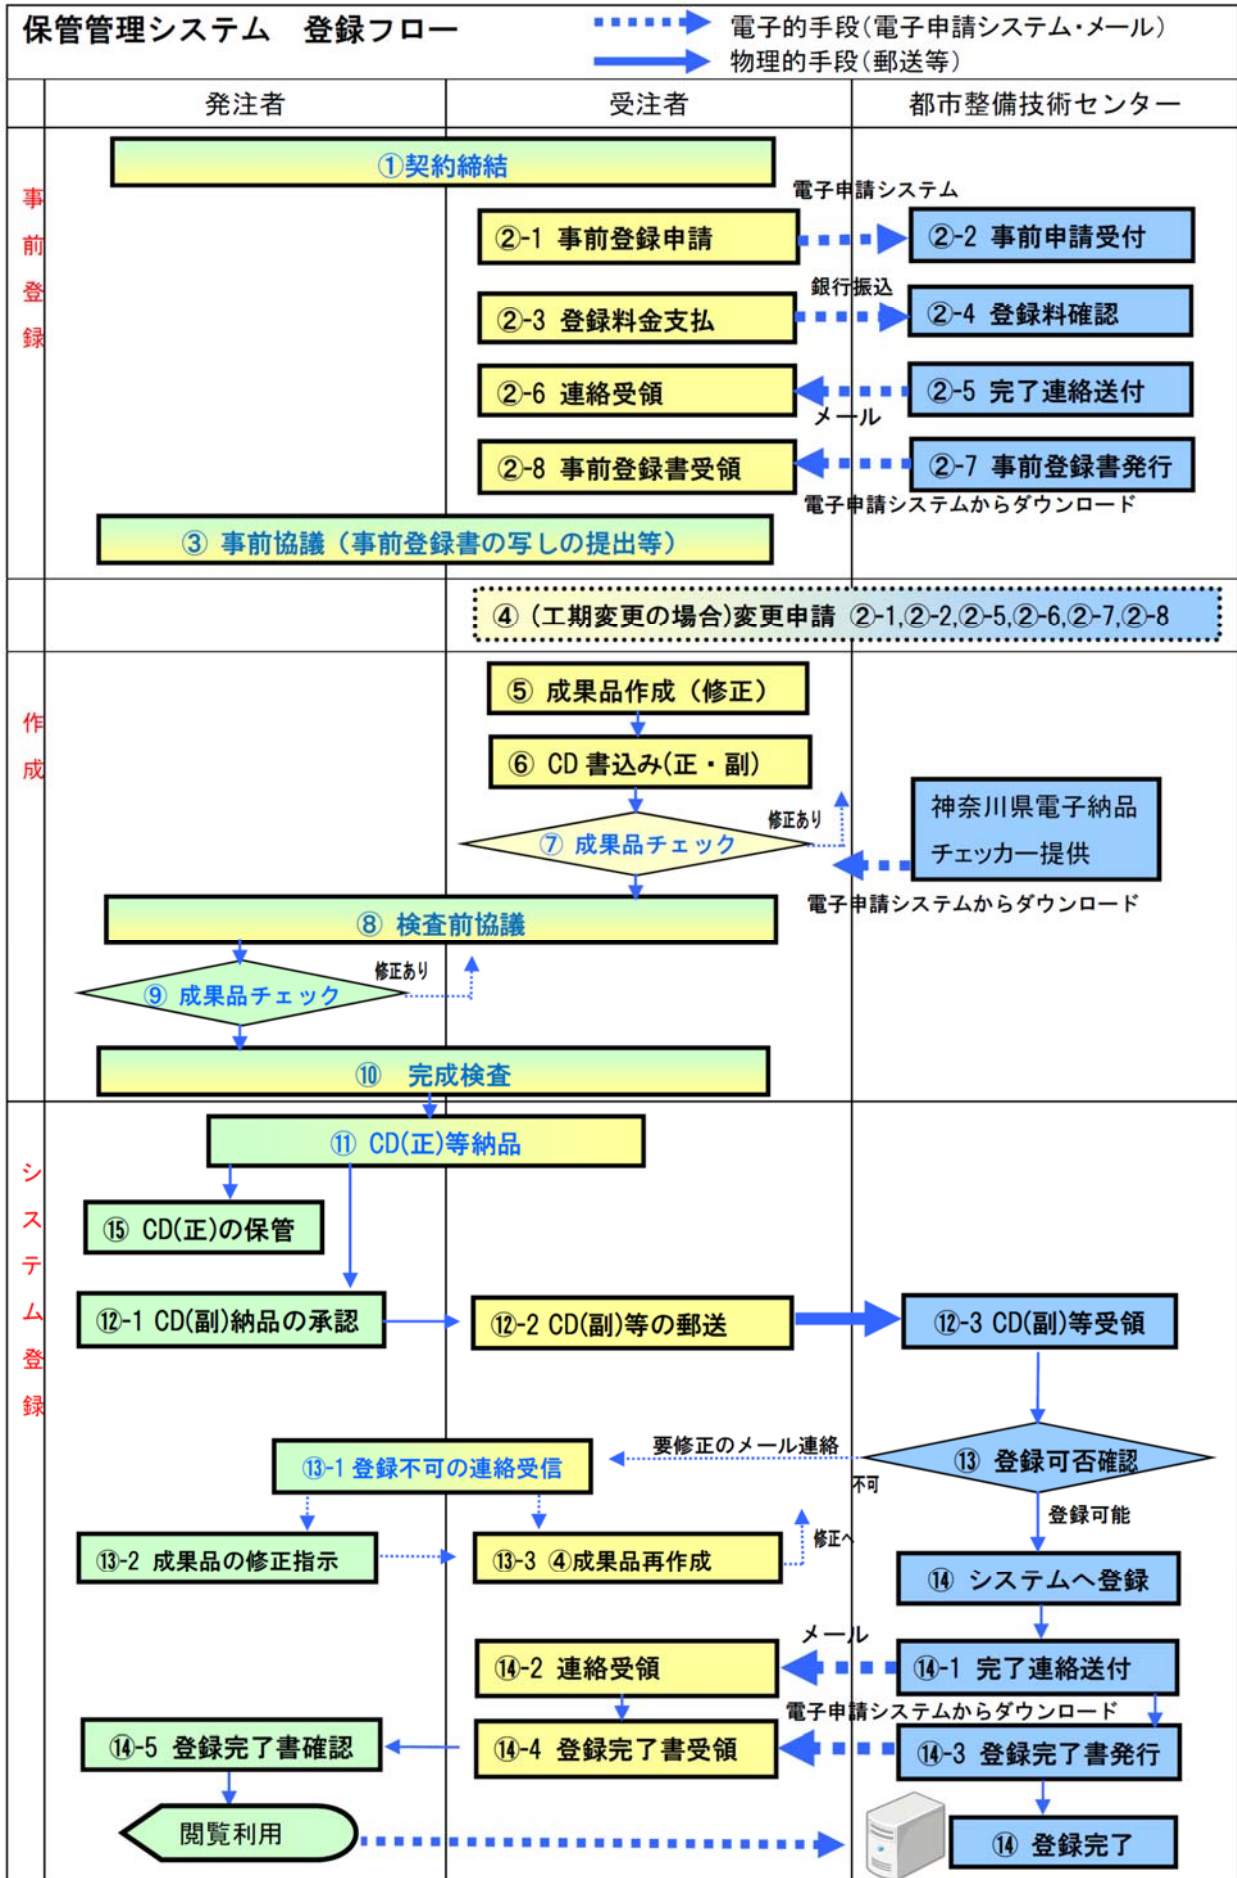 保管管理システム　登録フロー
電子的手段(電子申請システム・メール)
物理的手段(郵送等)
発注者
受注者
都市整備技術センター
事前登録
①契約締結
電子申請システム
②-1 事前登録申請
②-2 事前申請受付
銀行振込
②-3 登録料金支払
②-4 登録料確認
②-6 連絡受領
②-5 完了連絡送付
メール
②-8 事前登録書受領
②-7 事前登録書発行
電子申請システムからダウンロード
③ 事前協議（事前登録書の写しの提出等）
④ (工期変更の場合)変更申請 ②-1,②-2,②-5,②-6,②-7,②-8
作成
⑤ 成果品作成（修正）
⑥ CD 書込み(正・副)
修正あり
⑦ 成果品チェック
神奈川県電子納品
チェッカー提供
電子申請システムからダウンロード
⑧ 検査前協議
修正あり
⑨ 成果品チェック
⑩ 完成検査
システム登録
⑪ CD(正)等納品
⑮ CD(正)の保管
⑫-1 CD(副)納品の承認
⑫-2 CD(副)等の郵送
⑫-3 CD(副)等受領
要修正のメール連絡
⑬-1 登録不可の連絡受信
⑬ 登録可否確認
不可
登録可能
⑬-2 成果品の修正指示
⑬-3 ④成果品再作成
修正へ
⑭ システムへ登録
メール
⑭-2 連絡受領
⑭-1 完了連絡送付
電子申請システムからダウンロード
⑭-5 登録完了書確認
⑭-4 登録完了書受領
⑭-3 登録完了書発行
閲覧利用
⑭ 登録完了